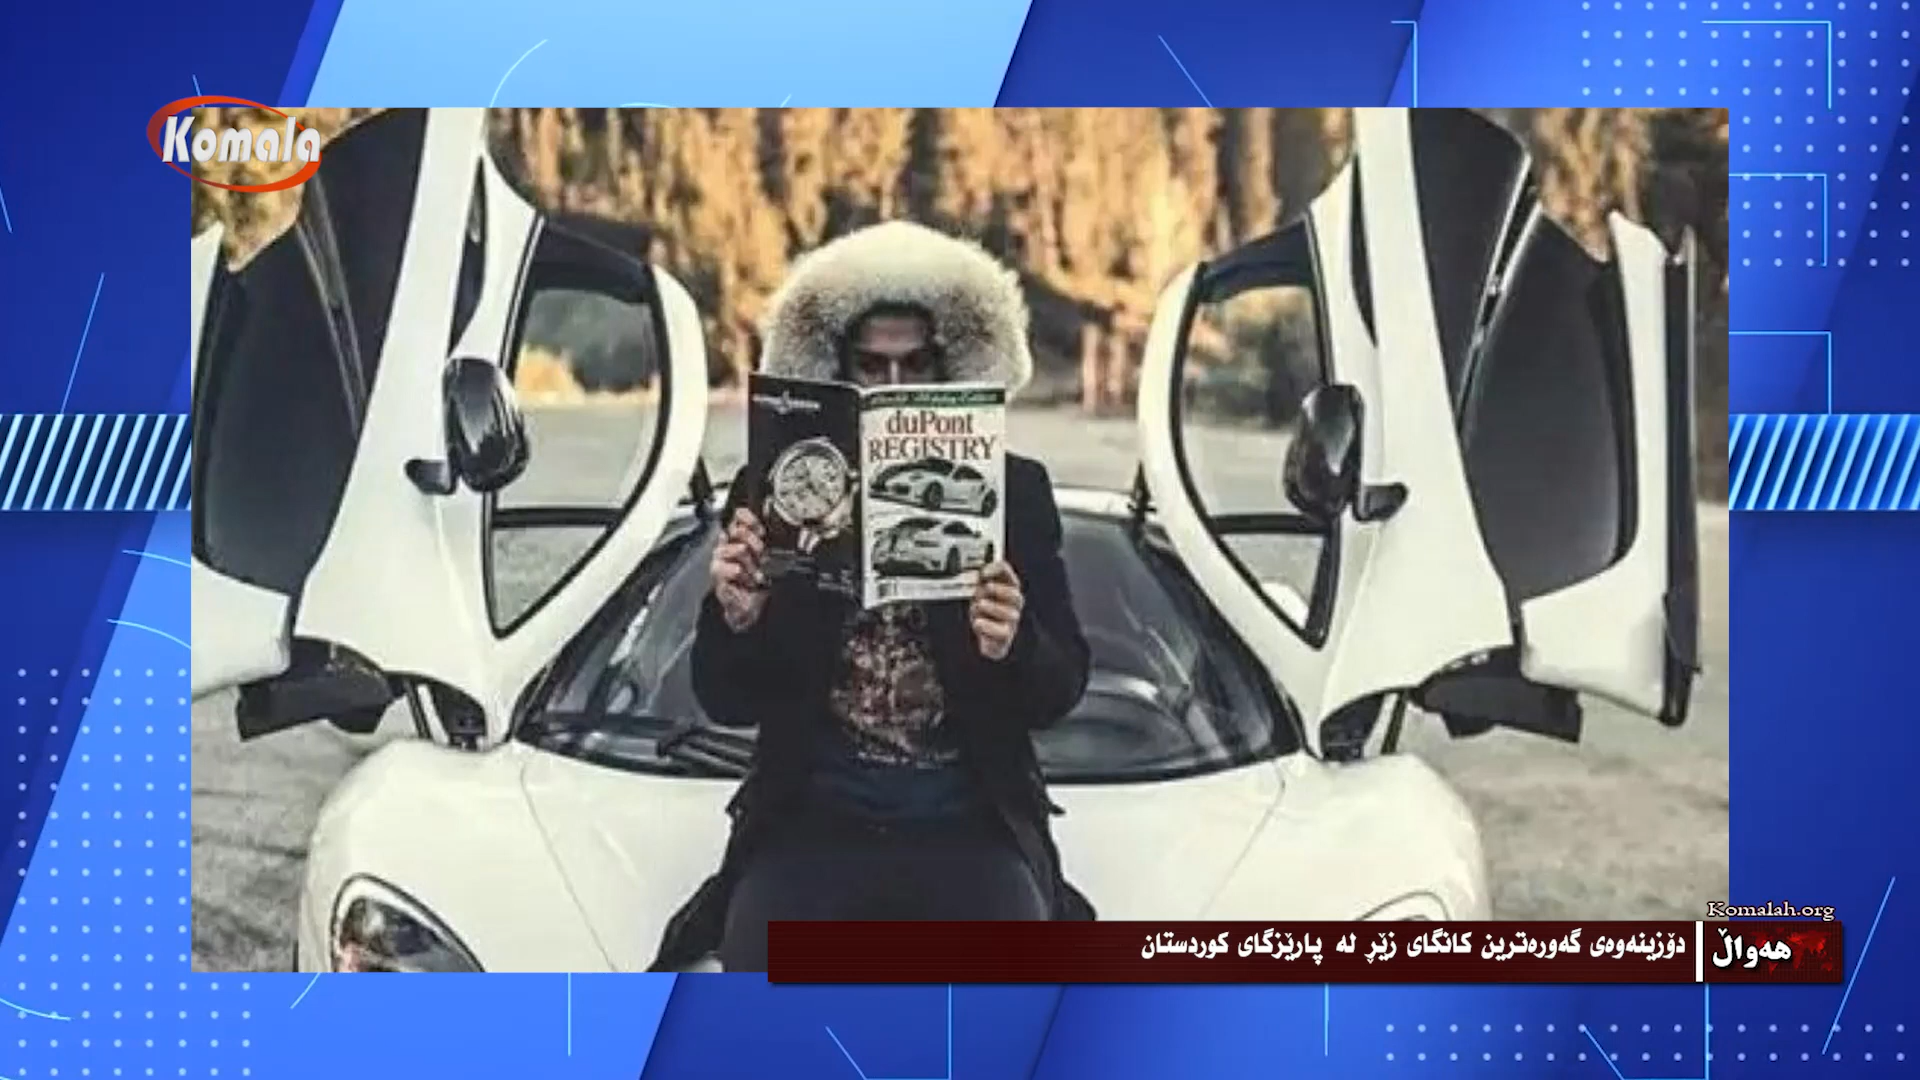 Komala
duPont
REGISTRY
Komalah.org
هەواڵ
دۆزینەوەی گەورەترین کانگای زێڕ لە پارێزگای کوردستان